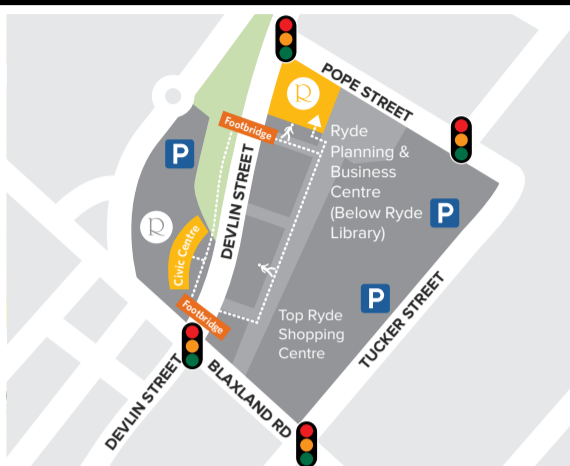 POPE STREET
R
Footbridge
Ryde
Planning &
Business
Centre
(Below Ryde
Library)
P
DEVLIN STREET
P
R
Civic Centre
P
Footbridge
Top Ryde
Shopping
Centre
TUCKER STREET
DEVLIN STREET
BLAXLAND RD